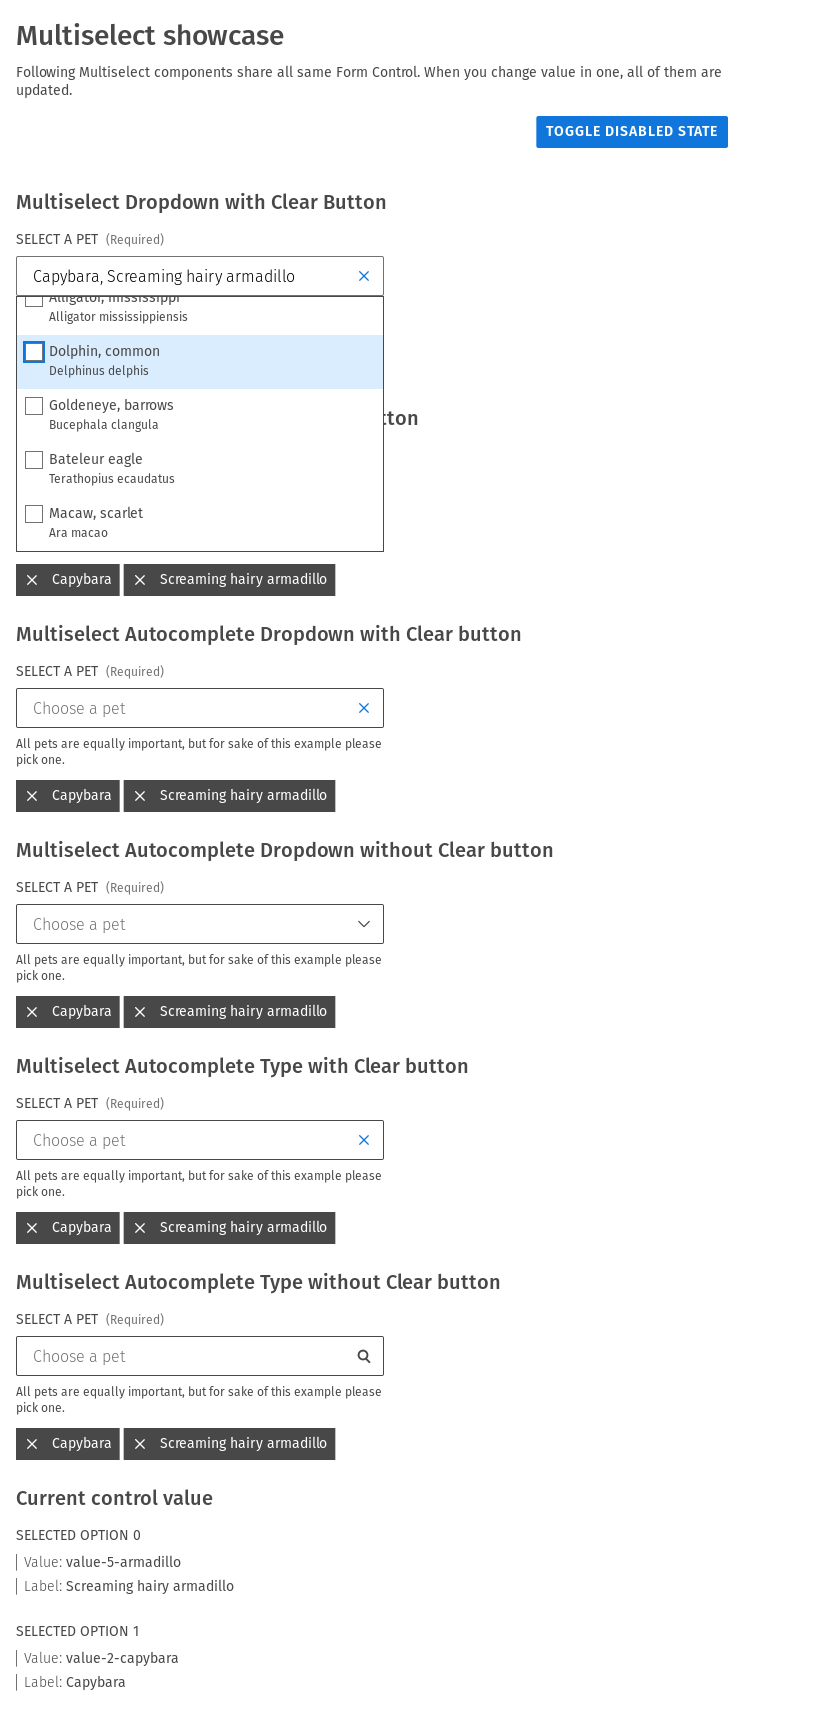 Multiselect showcase
Following Multiselect components share all same Form Control. When you change value in one, all of them are
updated.
TOGGLE DISABLED STATE
Multiselect Dropdown with Clear Button
SELECT A PET (Required)
Capybara, Screaming hairy armadillo
Alligator, mississippi
Alligator mississippiensis
Dolphin, common
Delphinus delphis
Goldeneye, barrows
Bucephala clangula
Bateleur eagle
Terathopius ecaudatus
Macaw, scarlet
Ara macao
Capybara
Screaming hairy armadillo
Multiselect Autocomplete Dropdown with Clear button
SELECT A PET (Required)
Choose a pet
All pets are equally important, but for sake of this example please
pick one.
Capybara
Screaming hairy armadillo
Multiselect Autocomplete Dropdown without Clear button
SELECT A PET (Required)
Choose a pet
All pets are equally important, but for sake of this example please
pick one.
Capybara
Screaming hairy armadillo
Multiselect Autocomplete Type with Clear button
SELECT A PET (Required)
Choose a pet
All pets are equally important, but for sake of this example please
pick one.
Capybara
Screaming hairy armadillo
Multiselect Autocomplete Type without Clear button
SELECT A PET (Required)
Choose a pet
All pets are equally important, but for sake of this example please
pick one.
Capybara
Screaming hairy armadillo
Current control value
SELECTED OPTION 0
Value: value-5-armadillo
Label: Screaming hairy armadillo
SELECTED OPTION 1
Value: value-2-capybara
Label: Capybara